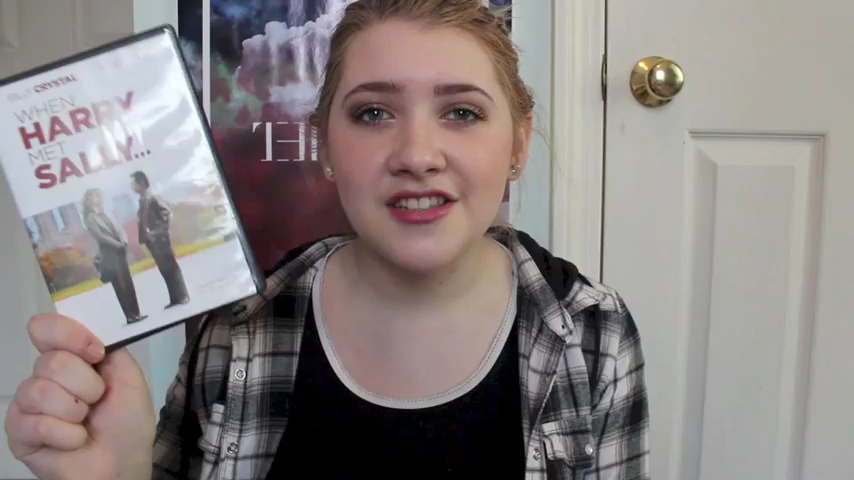 BILLY CRYSTAL
WHEN
HARRY
MET
SALLY...